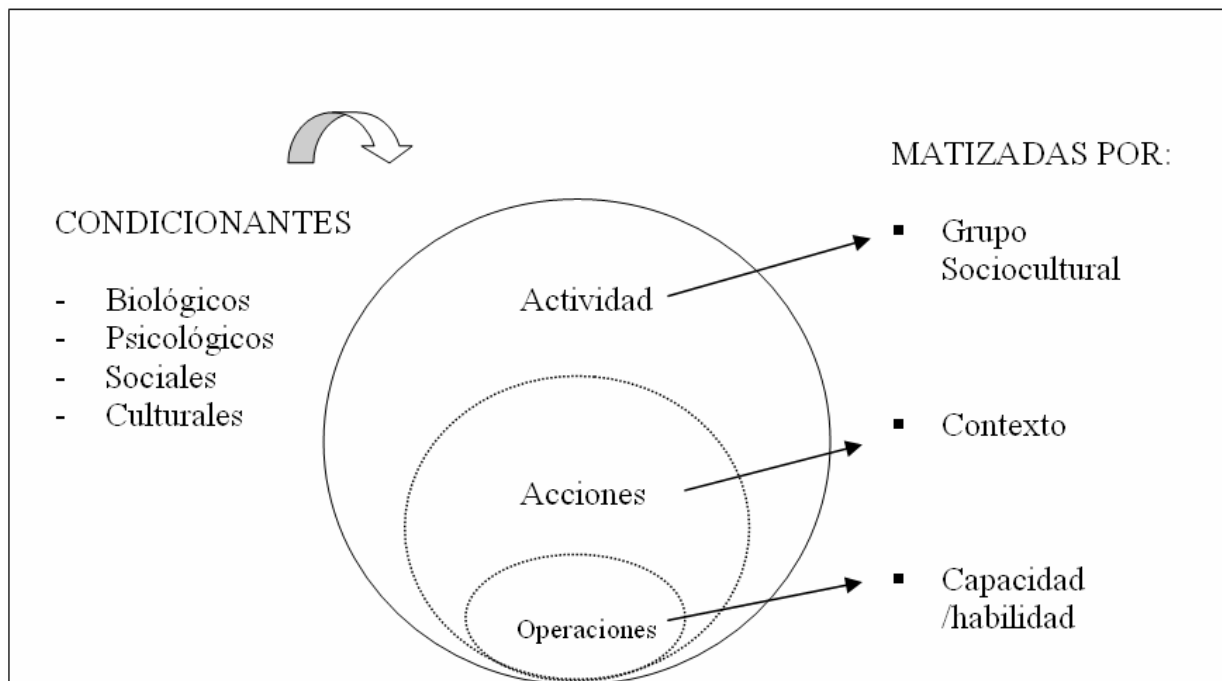 CONDICIONANTES
- Biológicos
- Psicológicos
- Sociales
- Culturales
Actividad
Acciones
Operaciones
MATIZADAS POR:
▪ Grupo
Sociocultural
▪ Contexto
▪ Capacidad
/habilidad